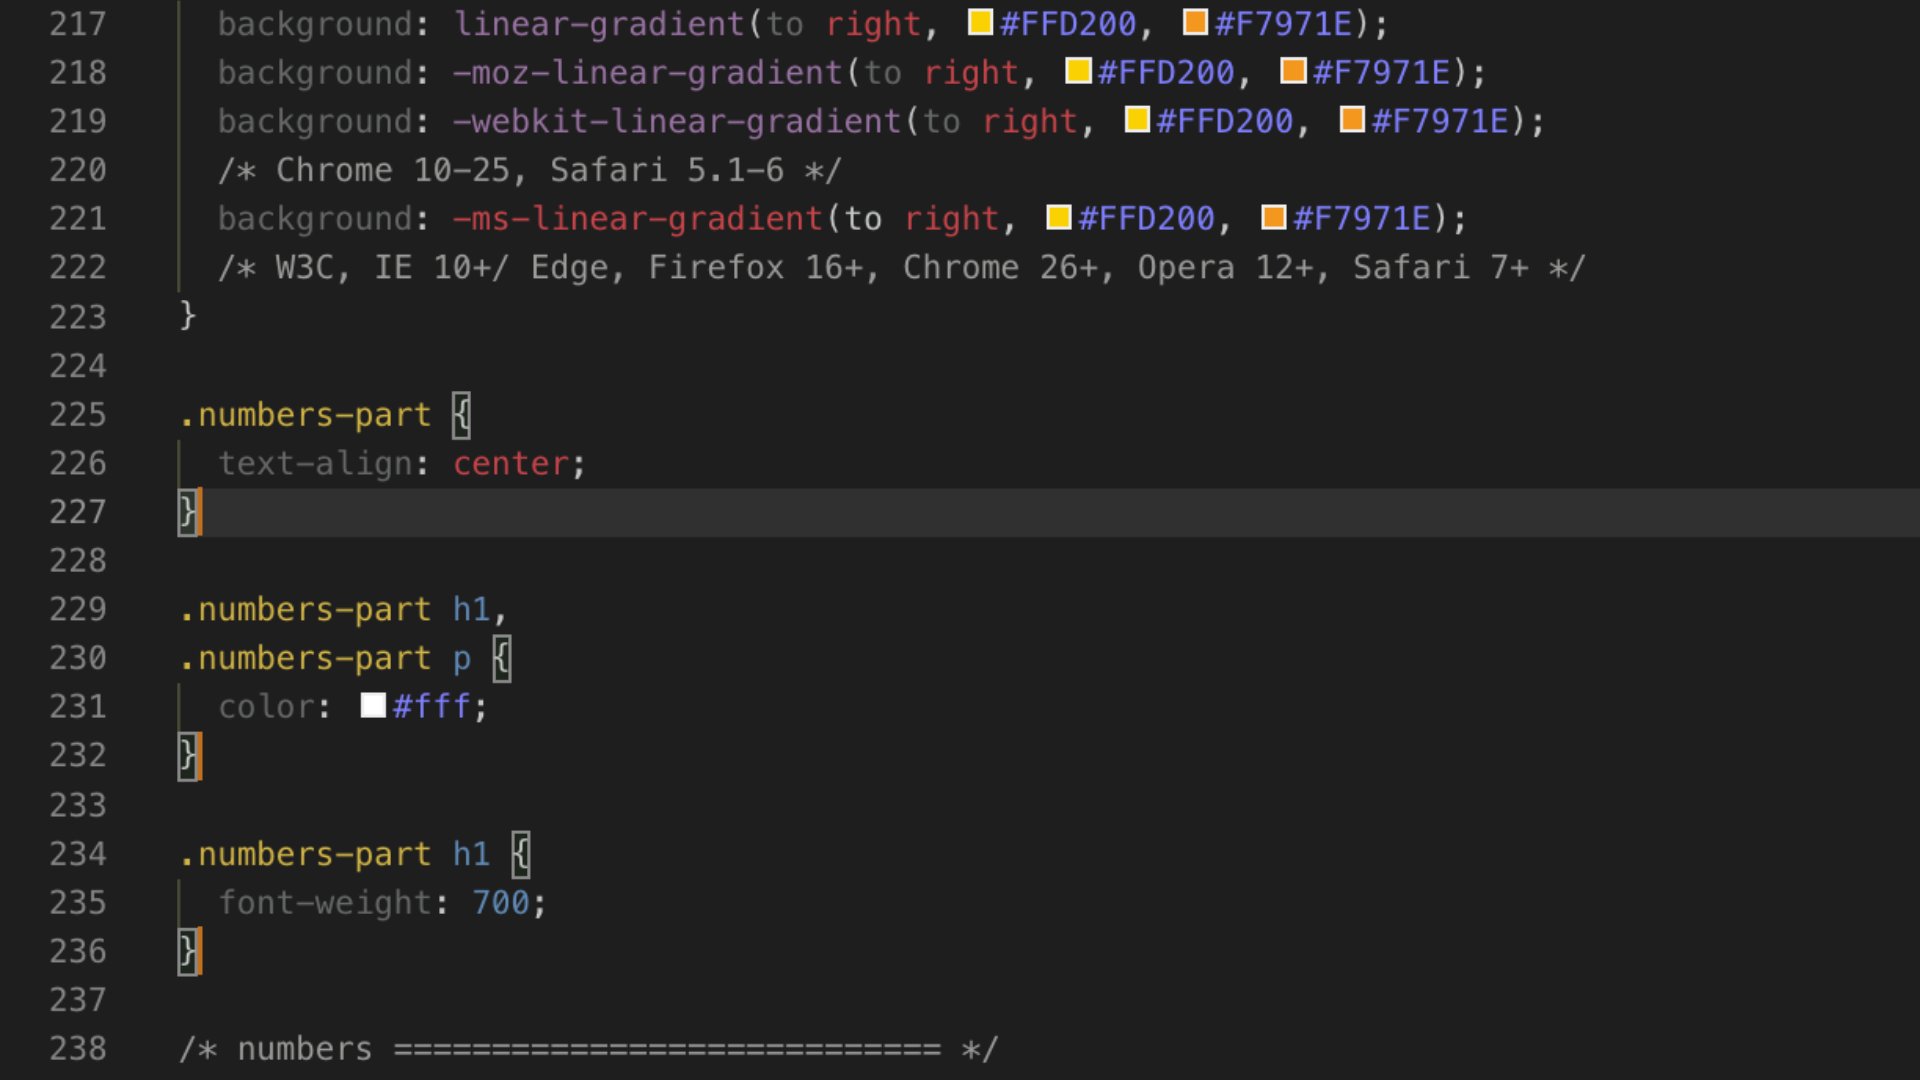 217 background: linear-gradient(to right, #FFD200, #F7971E);
218 background: -moz-linear-gradient(to right, #FFD200, #F7971E);
219 background: -webkit-linear-gradient(to right, #FFD200, #F7971E);
220 /* Chrome 10-25, Safari 5.1-6 */
221 background: -ms-linear-gradient(to right, #FFD200, #F7971E);
222 /* W3C, IE 10+/ Edge, Firefox 16+, Chrome 26+, Opera 12+, Safari 7+ */
223 }
224
225 .numbers-part {
226 text-align: center;
227 }
228
229 .numbers-part h1,
230 .numbers-part p {
231 color: #fff;
232 }
233
234 .numbers-part h1 {
235 font-weight: 700;
236 }
237
238 /* numbers ============================ */